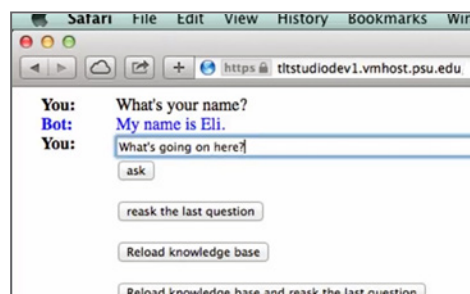 Safari File Edit View History Bookmarks Win
https tltstudiodev1.vmhost.psu.edu
You: What's your name?
Bot: My name is Eli.
You: What's going on here?
ask
reask the last question
Reload knowledge base
Reload knowledge base and reask the last question